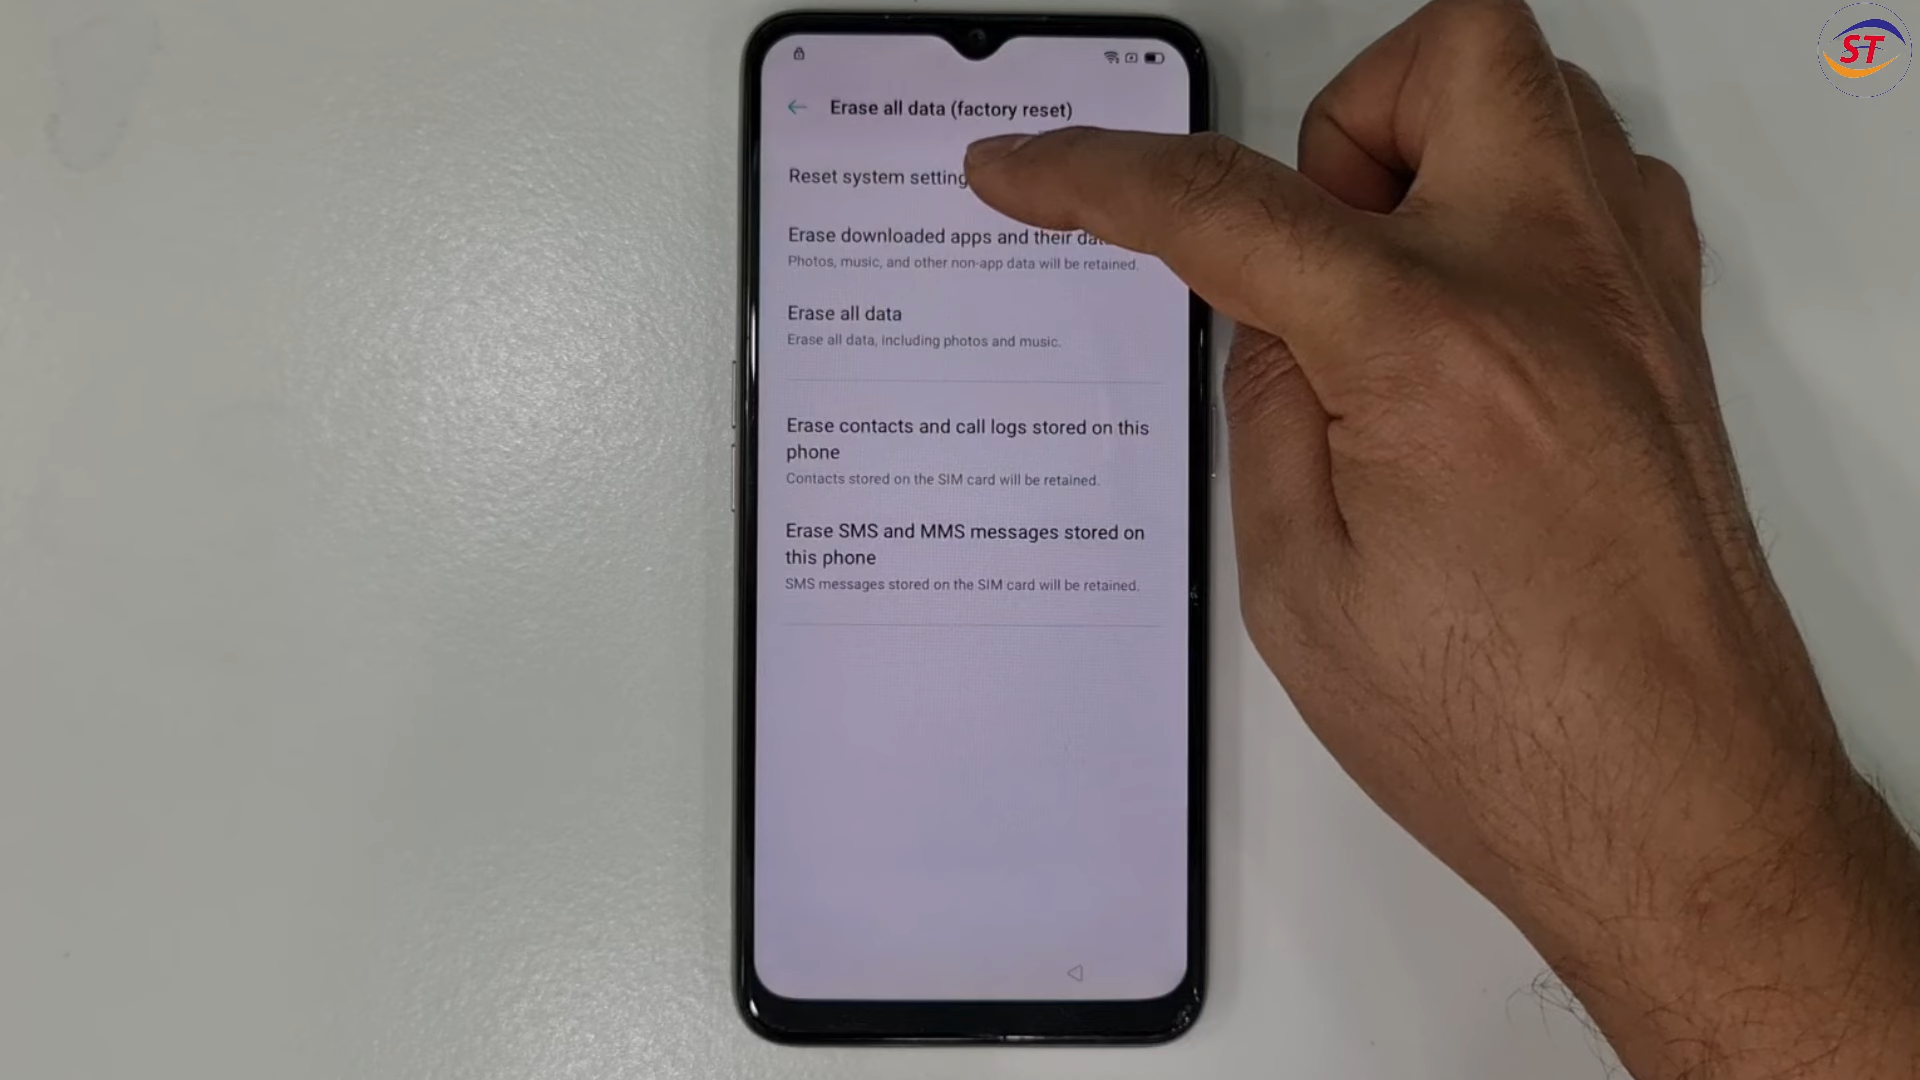 ST
Erase all data (factory reset)
Reset system setting
Erase downloaded apps and their
Photos, music, and other non-app data will be retained.
Erase all data
Erase all data, including photos and music.
Erase contacts and call logs stored on this
phone
Contacts stored on the SIM card will be retained.
Erase SMS and MMS messages stored on
this phone
SMS messages stored on the SIM card will be retained.